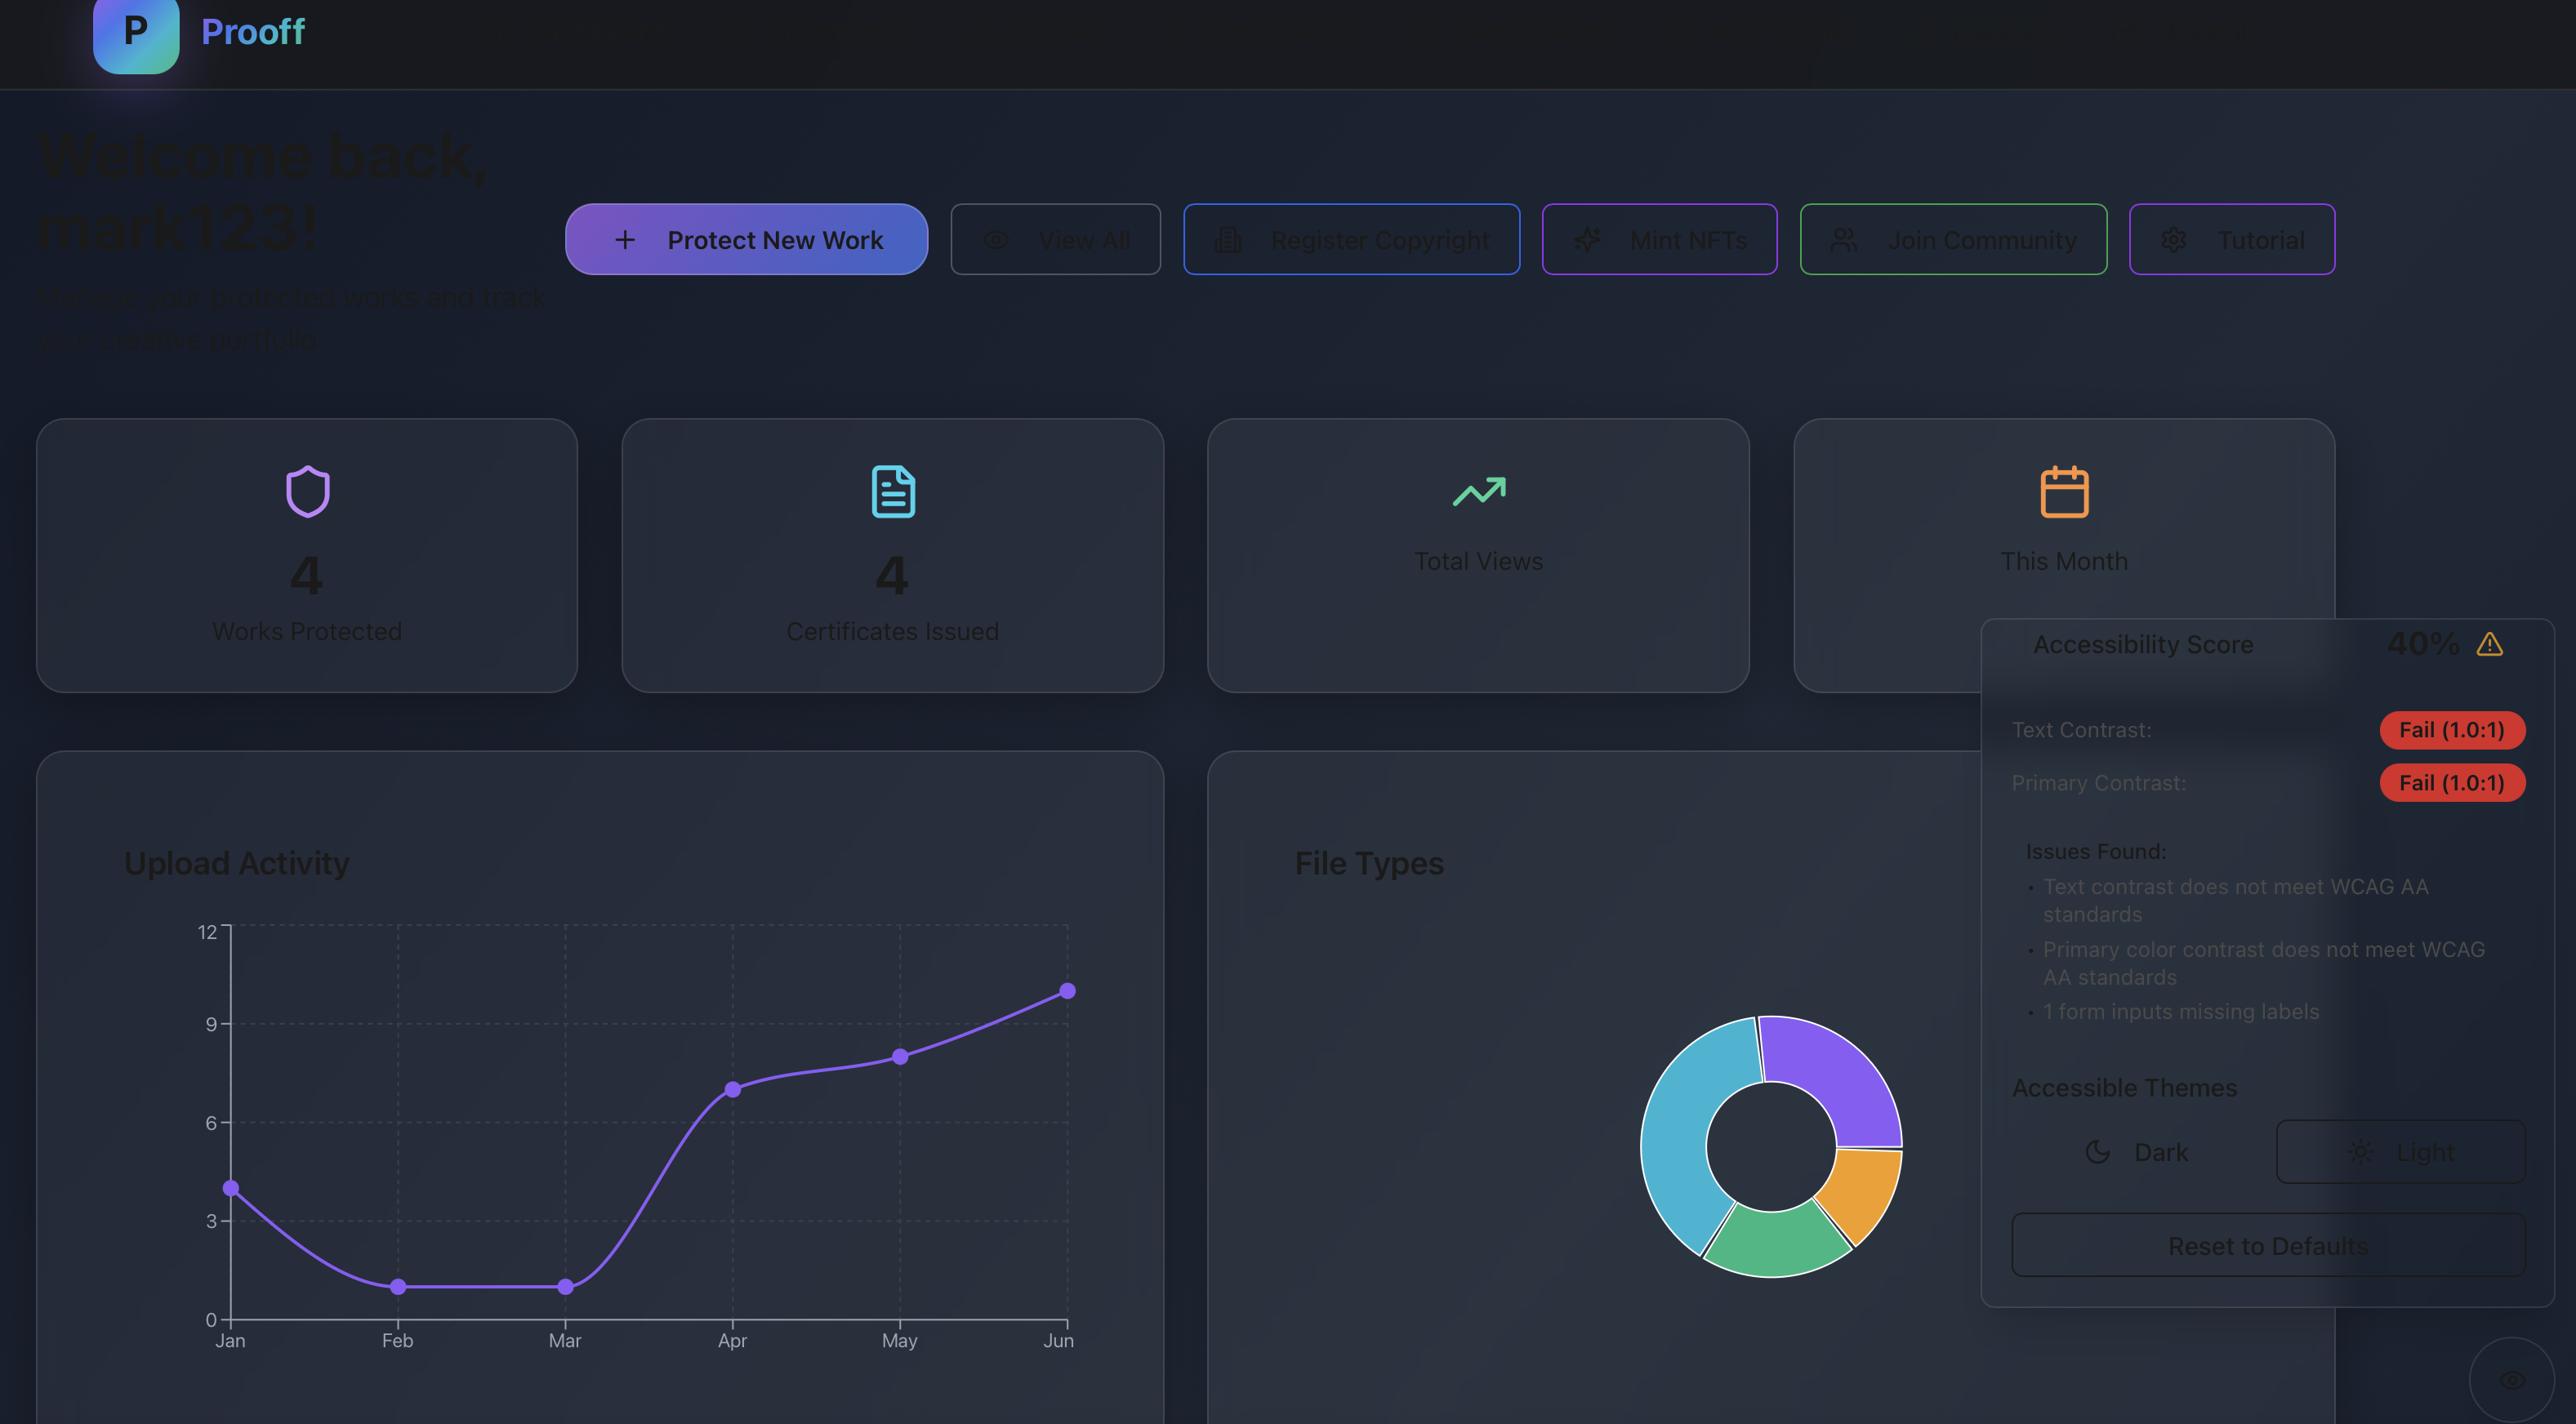 P
Prooff
Welcome back,
mark123!
Manage your protected works and track
your creative portfolio
Protect New Work
View All
Register Copyright
Mint NFTs
Join Community
Tutorial
4
Works Protected
4
Certificates Issued
Total Views
This Month
Accessibility Score
40%
Text Contrast:
Fail (1.0:1)
Primary Contrast:
Fail (1.0:1)
Issues Found:
• Text contrast does not meet WCAG AA
standards
• Primary color contrast does not meet WCAG
AA standards
• 1 form inputs missing labels
Accessible Themes
Dark
Light
Reset to Defaults
Upload Activity
12
9
6
3
0
Jan
Feb
Mar
Apr
May
Jun
File Types